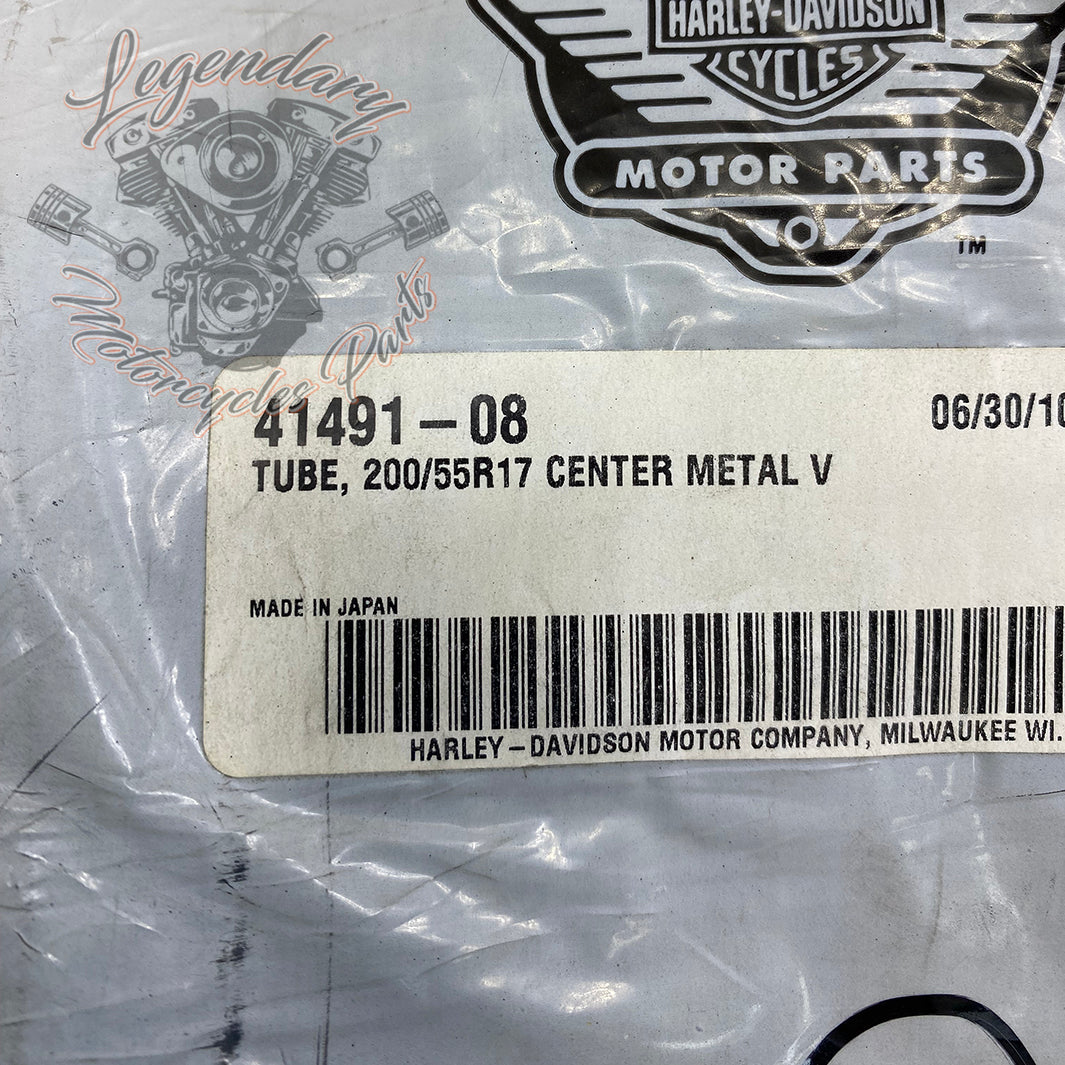 HARLEY-DAVIDSON
CYCLES
MOTOR PARTS
TM
Legendary
Motorcycles Parts
41491-08
06/30/10
TUBE, 200/55R17 CENTER METAL V
MADE IN JAPAN
HARLEY-DAVIDSON MOTOR COMPANY, MILWAUKEE WI.